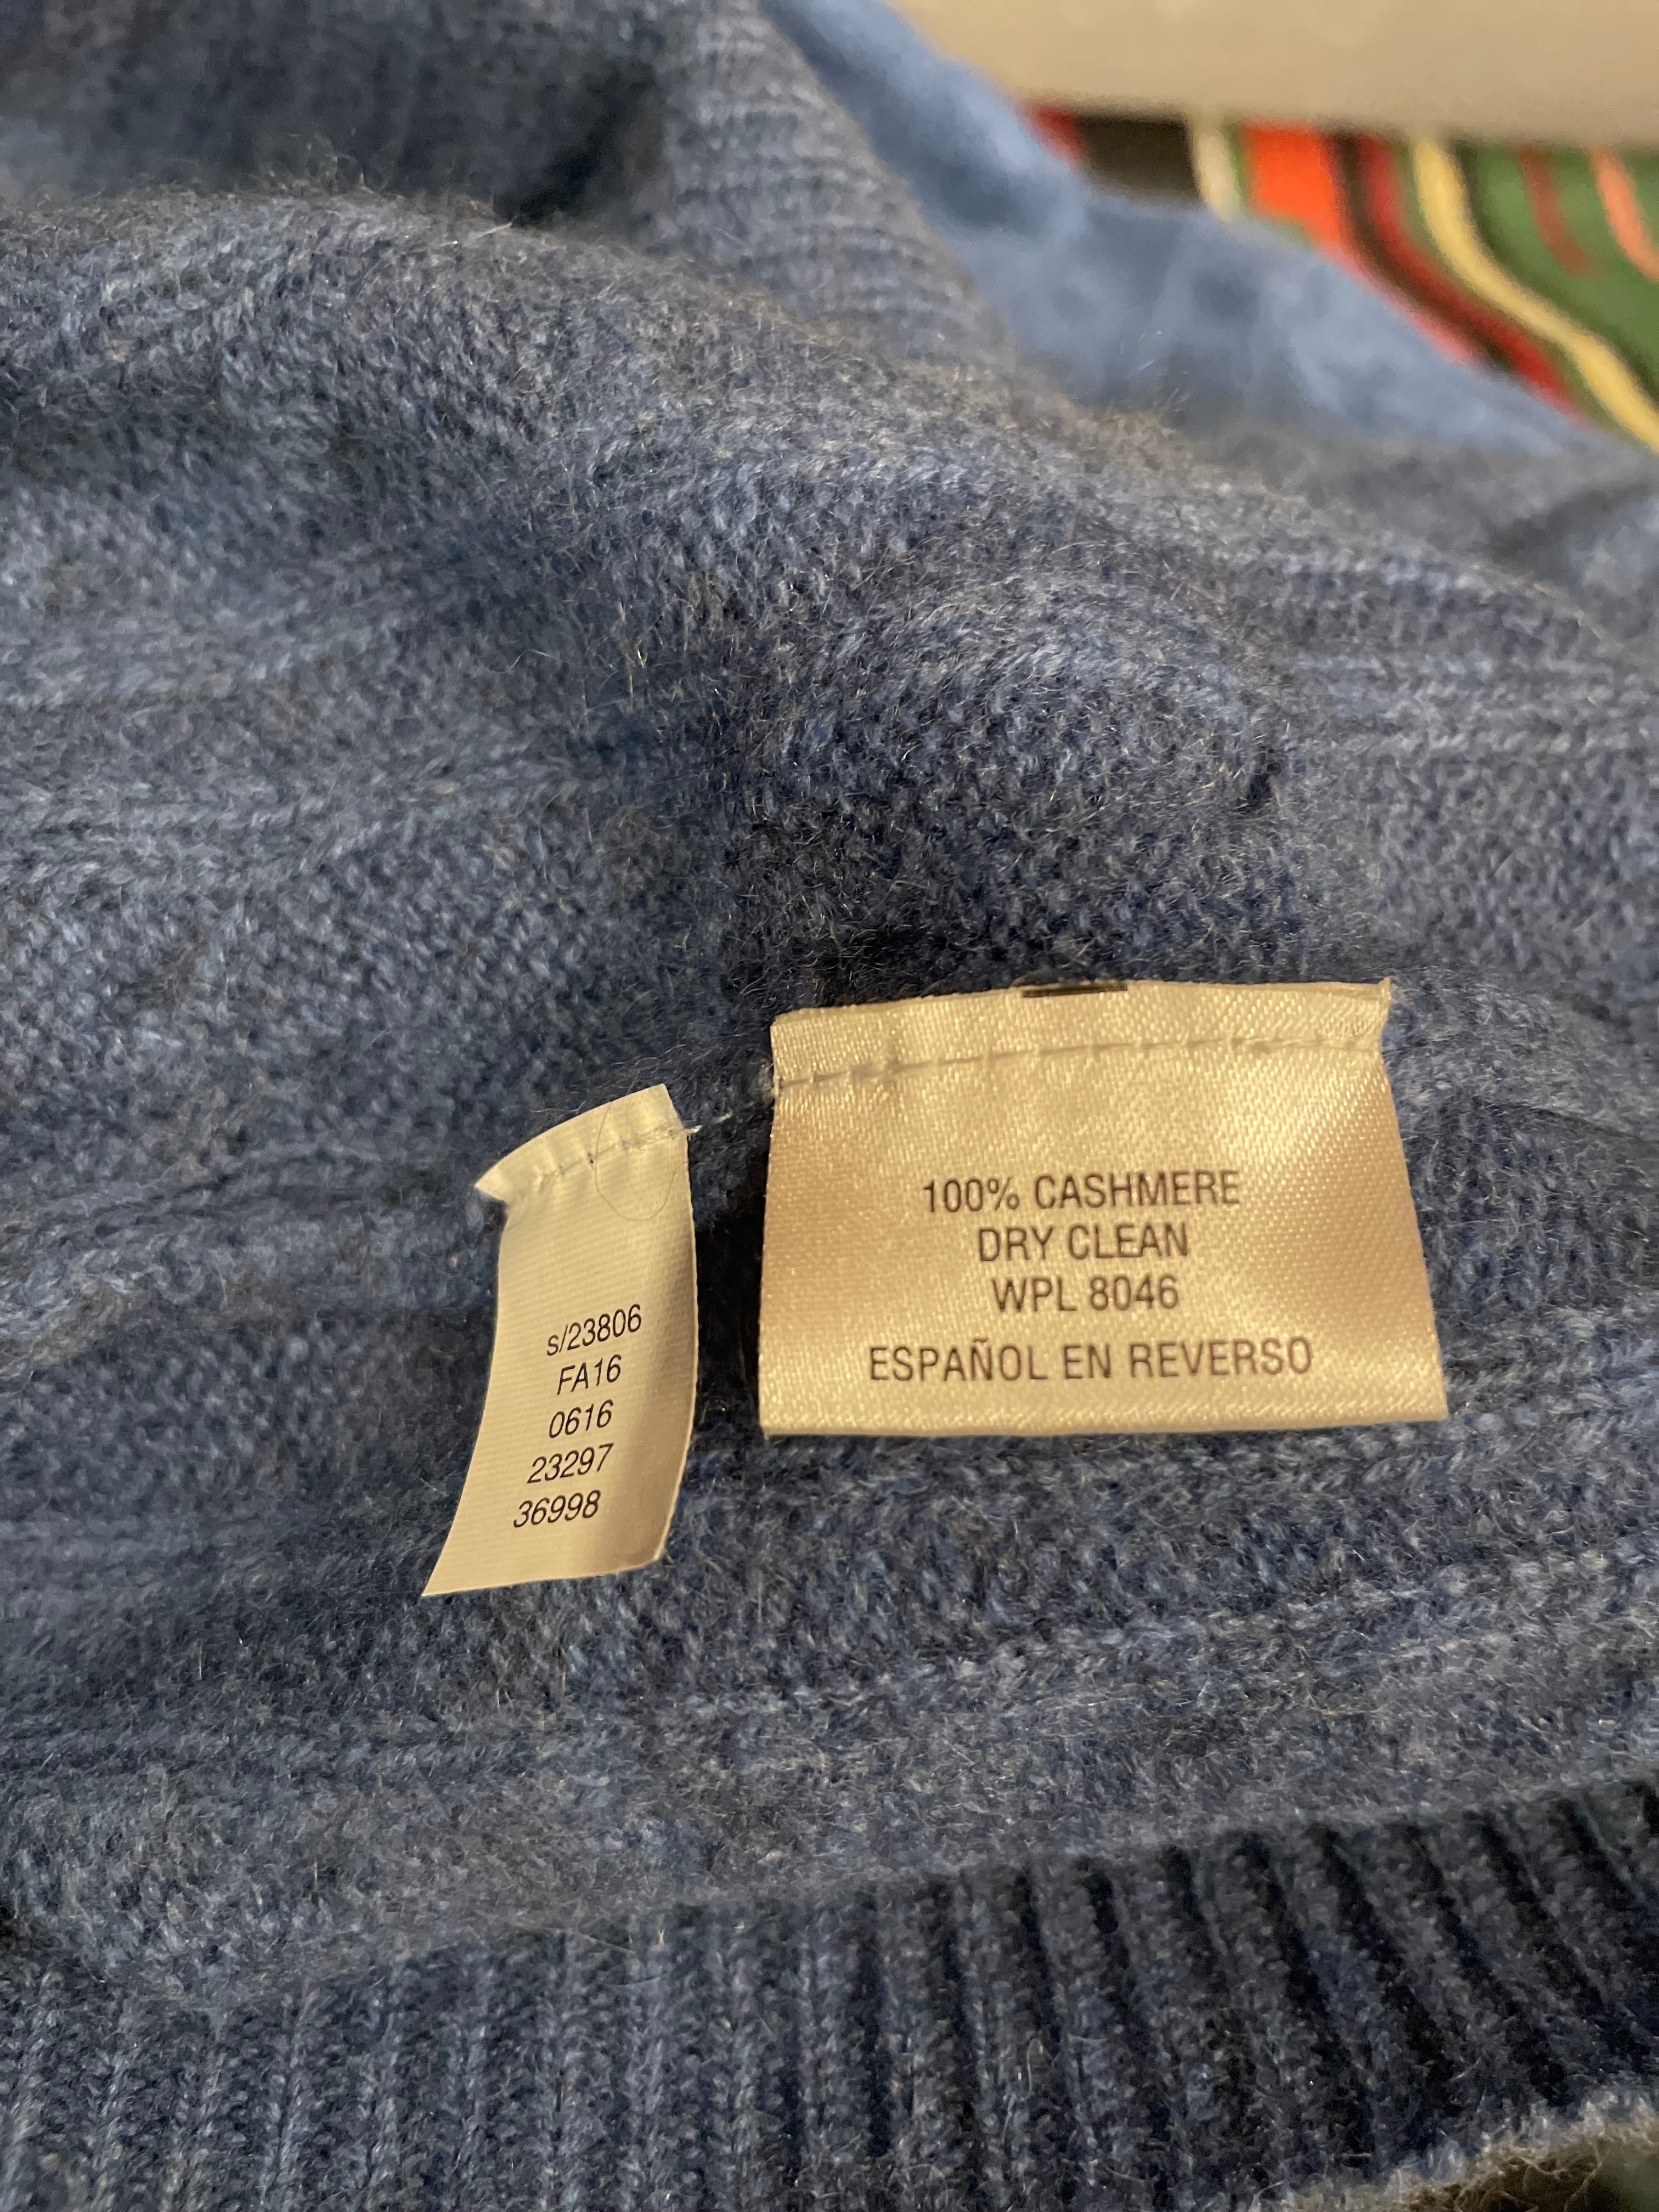 s/23806
FA16
0616
23297
36998
100% CASHMERE
DRY CLEAN
WPL 8046
ESPAÑOL EN REVERSO